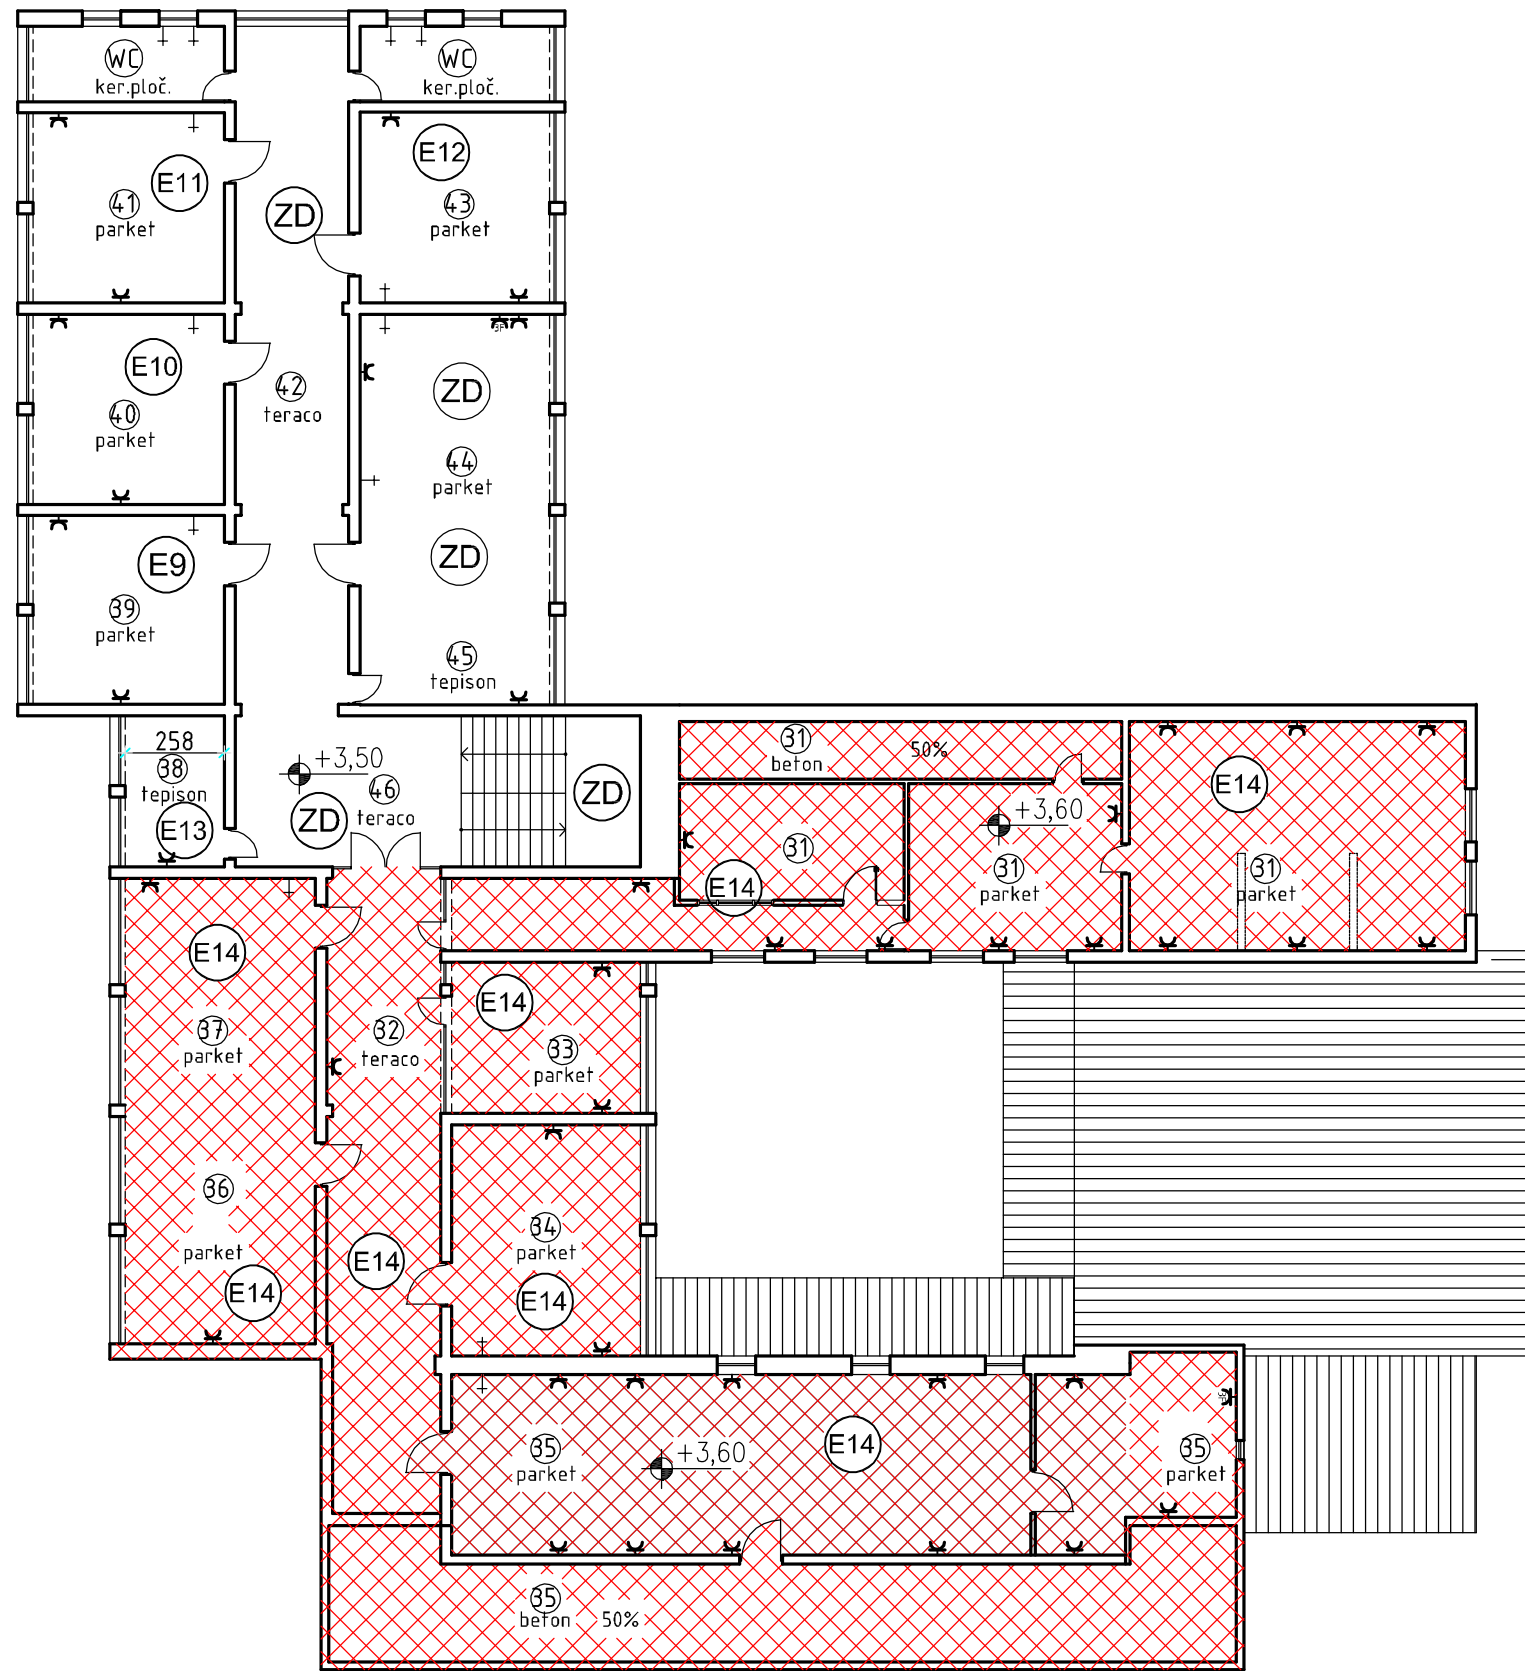 WC
ker.ploč.
WC
ker.ploč.
E11
41
parket
ZD
E12
43
parket
E10
40
parket
42
teraco
3F
ZD
44
parket
ZD
E9
39
parket
45
tepison
258
38
tepison
E13
+3,50
ZD
46
teraco
ZD
31
beton
50%
31
E14
+3,60
31
parket
E14
31
parket
E14
37
parket
32
teraco
E14
33
parket
36
parket
E14
E14
34
parket
E14
35
parket
+3,60
E14
3F
35
parket
35
beton
50%